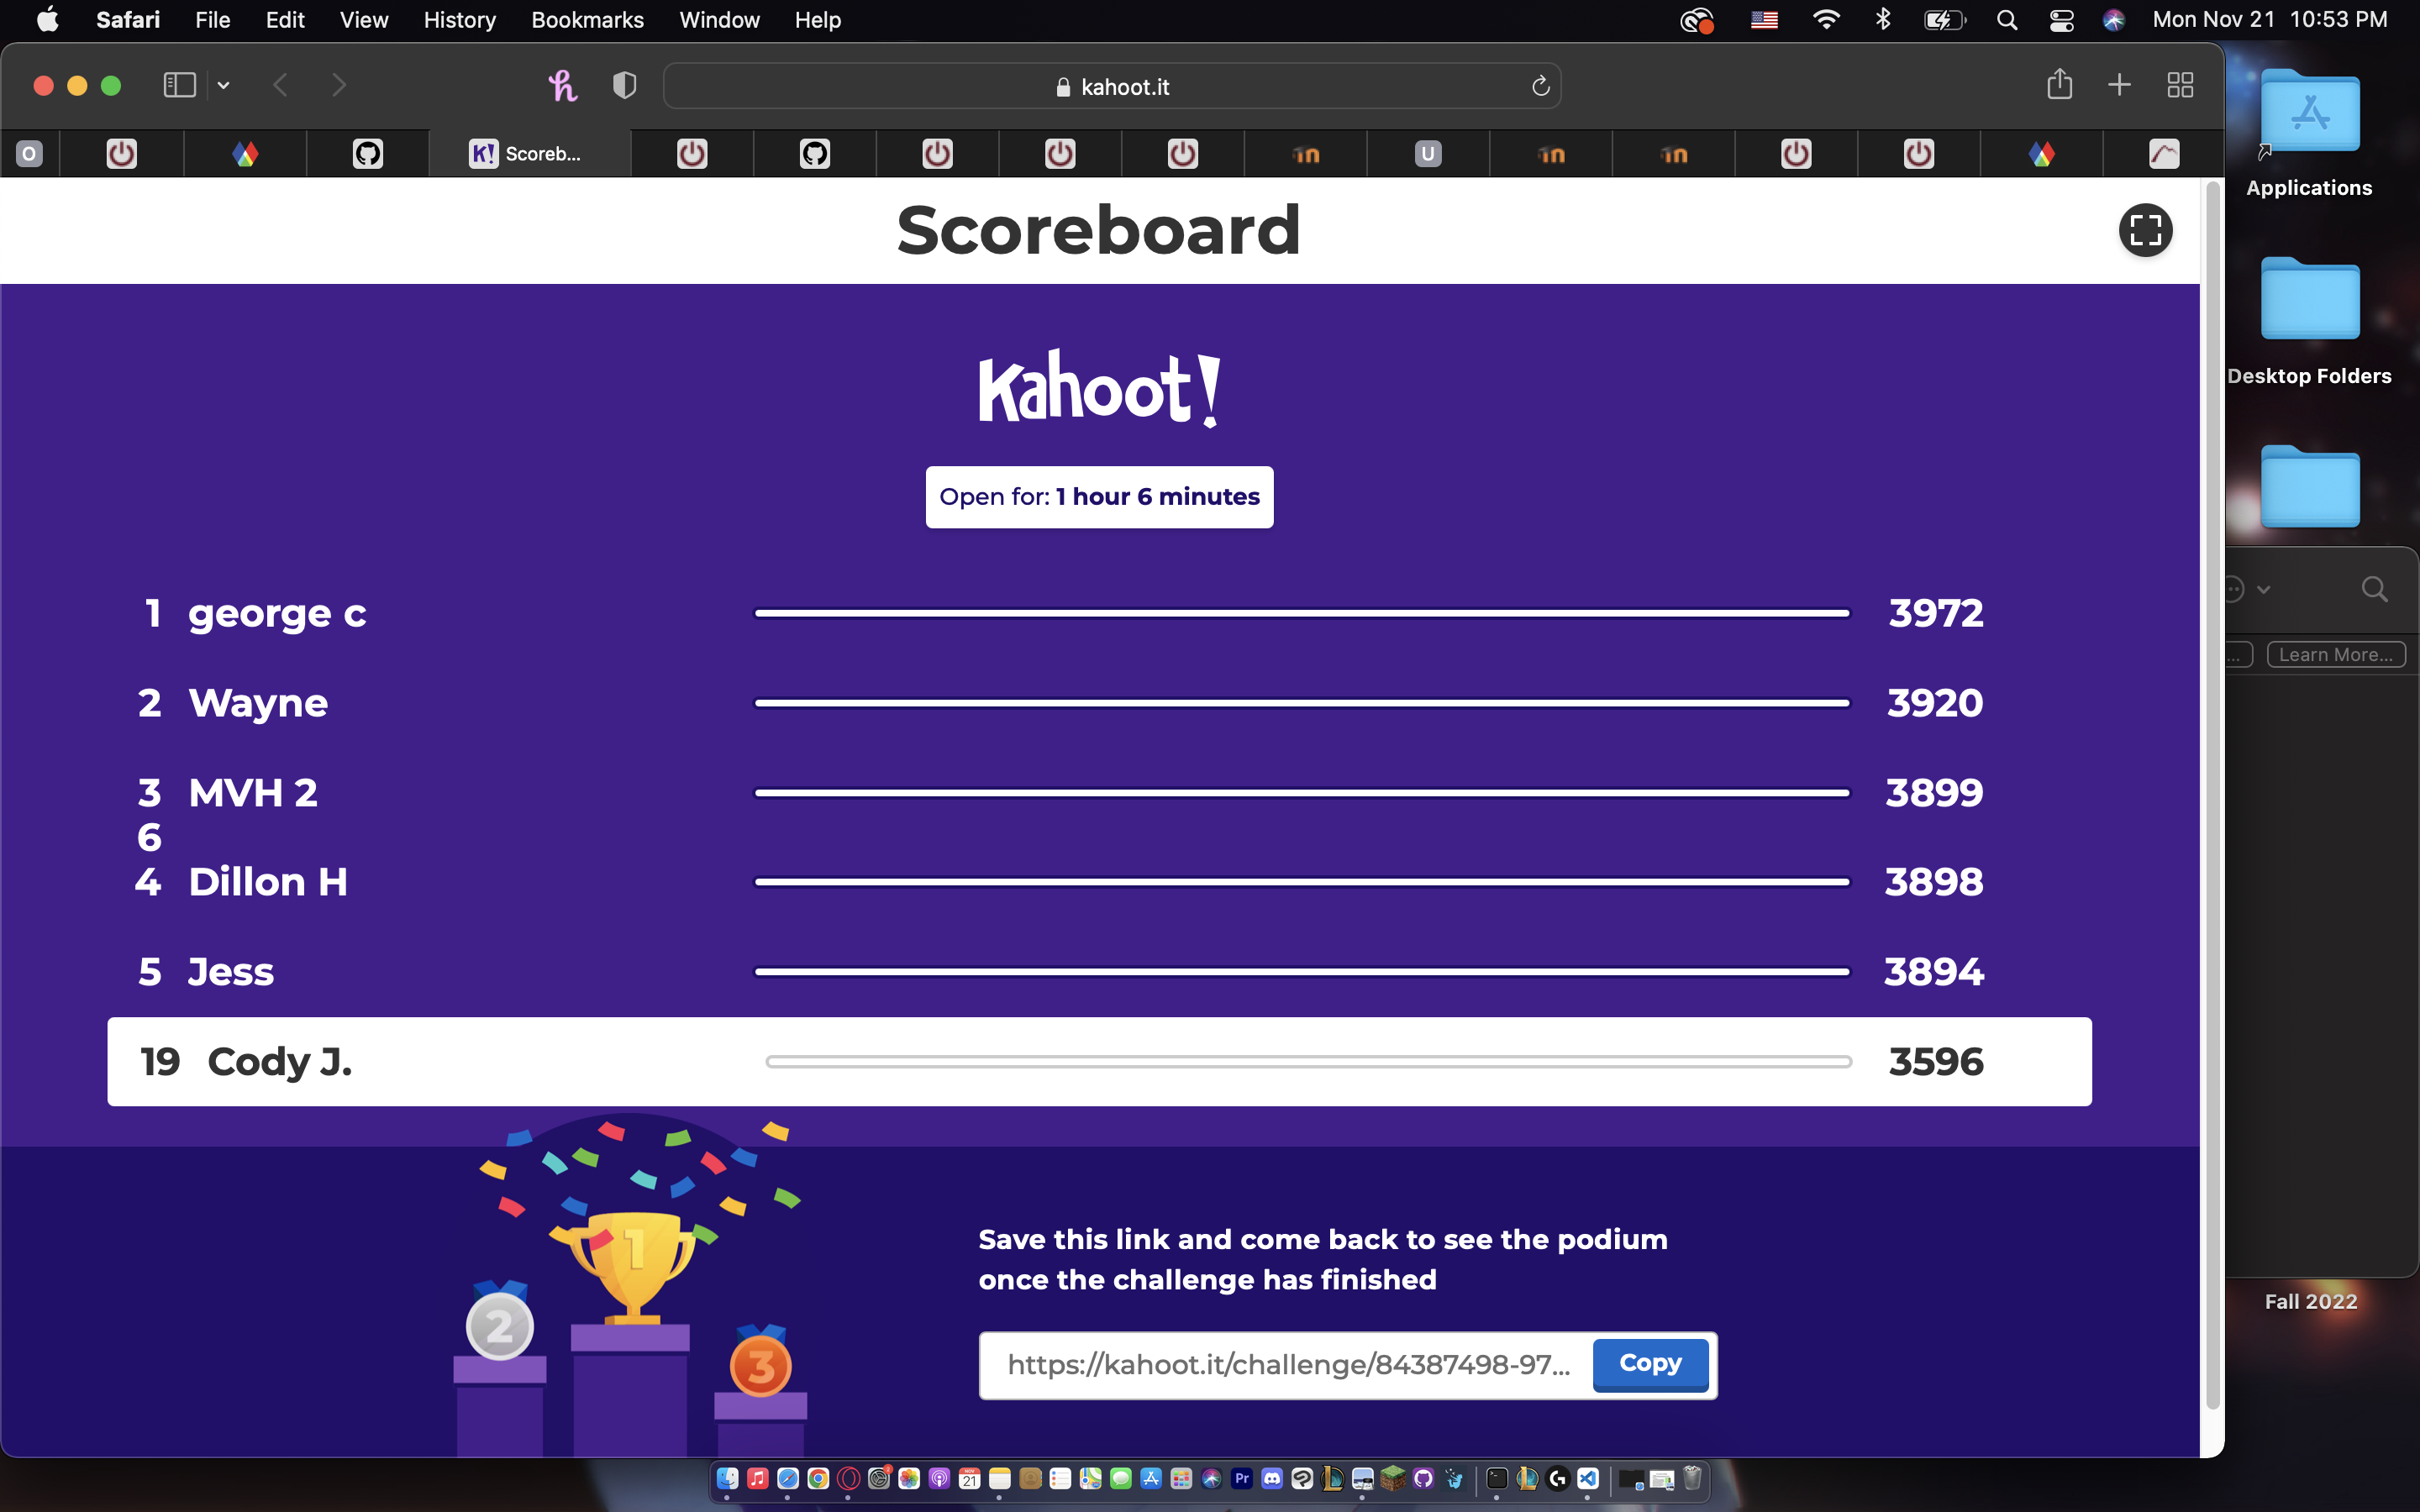 Safari File Edit View History Bookmarks Window Help Mon Nov 21 10:53 PM
kahoot.it
O K! Scoreb... U
Scoreboard
Kahoot!
Open for: 1 hour 6 minutes
1 george c 3972
2 Wayne 3920
3 MVH 2 3899
6
4 Dillon H 3898
5 Jess 3894
19 Cody J. 3596
1
2
3
Save this link and come back to see the podium
once the challenge has finished
https://kahoot.it/challenge/84387498-97...
Copy
Applications
Desktop Folders
... Learn More...
Fall 2022
NOV
21
Pr